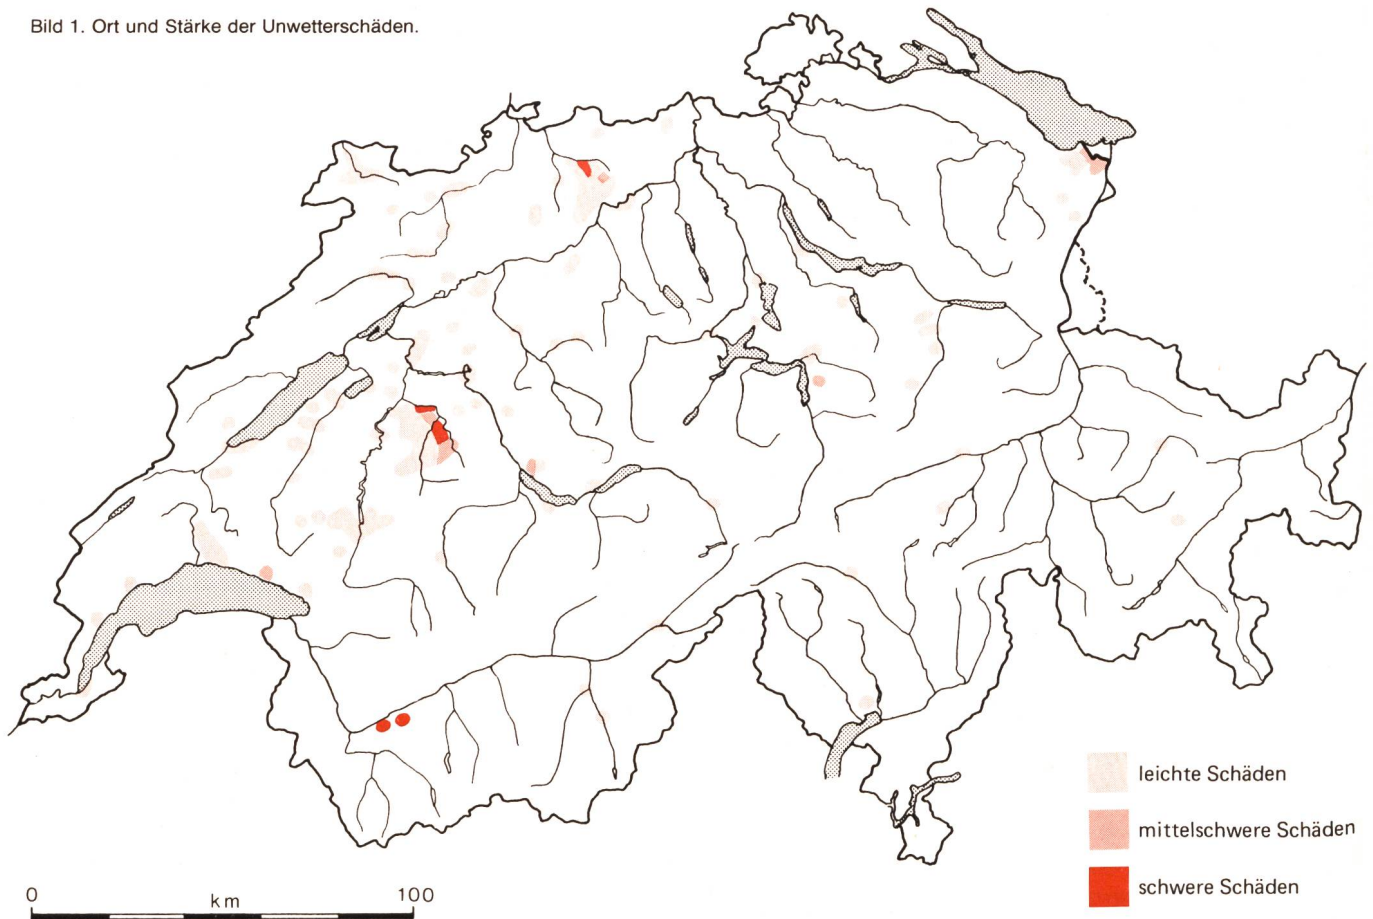 Bild 1. Ort und Stärke der Unwetterschäden.
leichte Schäden
mittelschwere Schäden
schwere Schäden
0 km 100